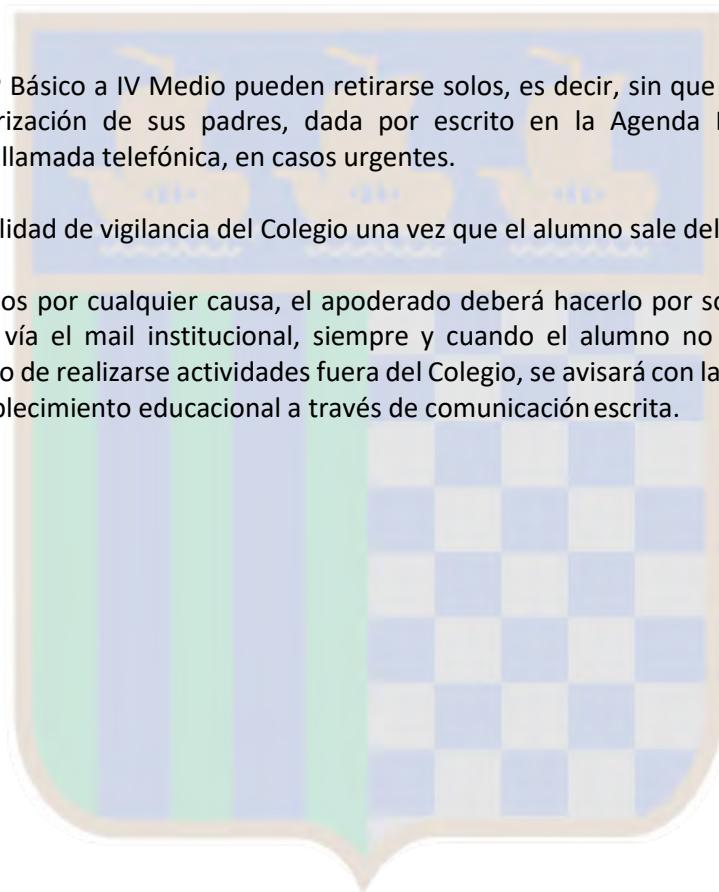 Básico a IV Medio pueden retirarse solos, es decir, sin que
rización de sus padres, dada por escrito en la Agenda
llamada telefónica, en casos urgentes.
lidad de vigilancia del Colegio una vez que el alumno sale del
os por cualquier causa, el apoderado deberá hacerlo por
vía el mail institucional, siempre y cuando el alumno no
o de realizarse actividades fuera del Colegio, se avisará con la
blecimiento educacional a través de comunicación escrita.